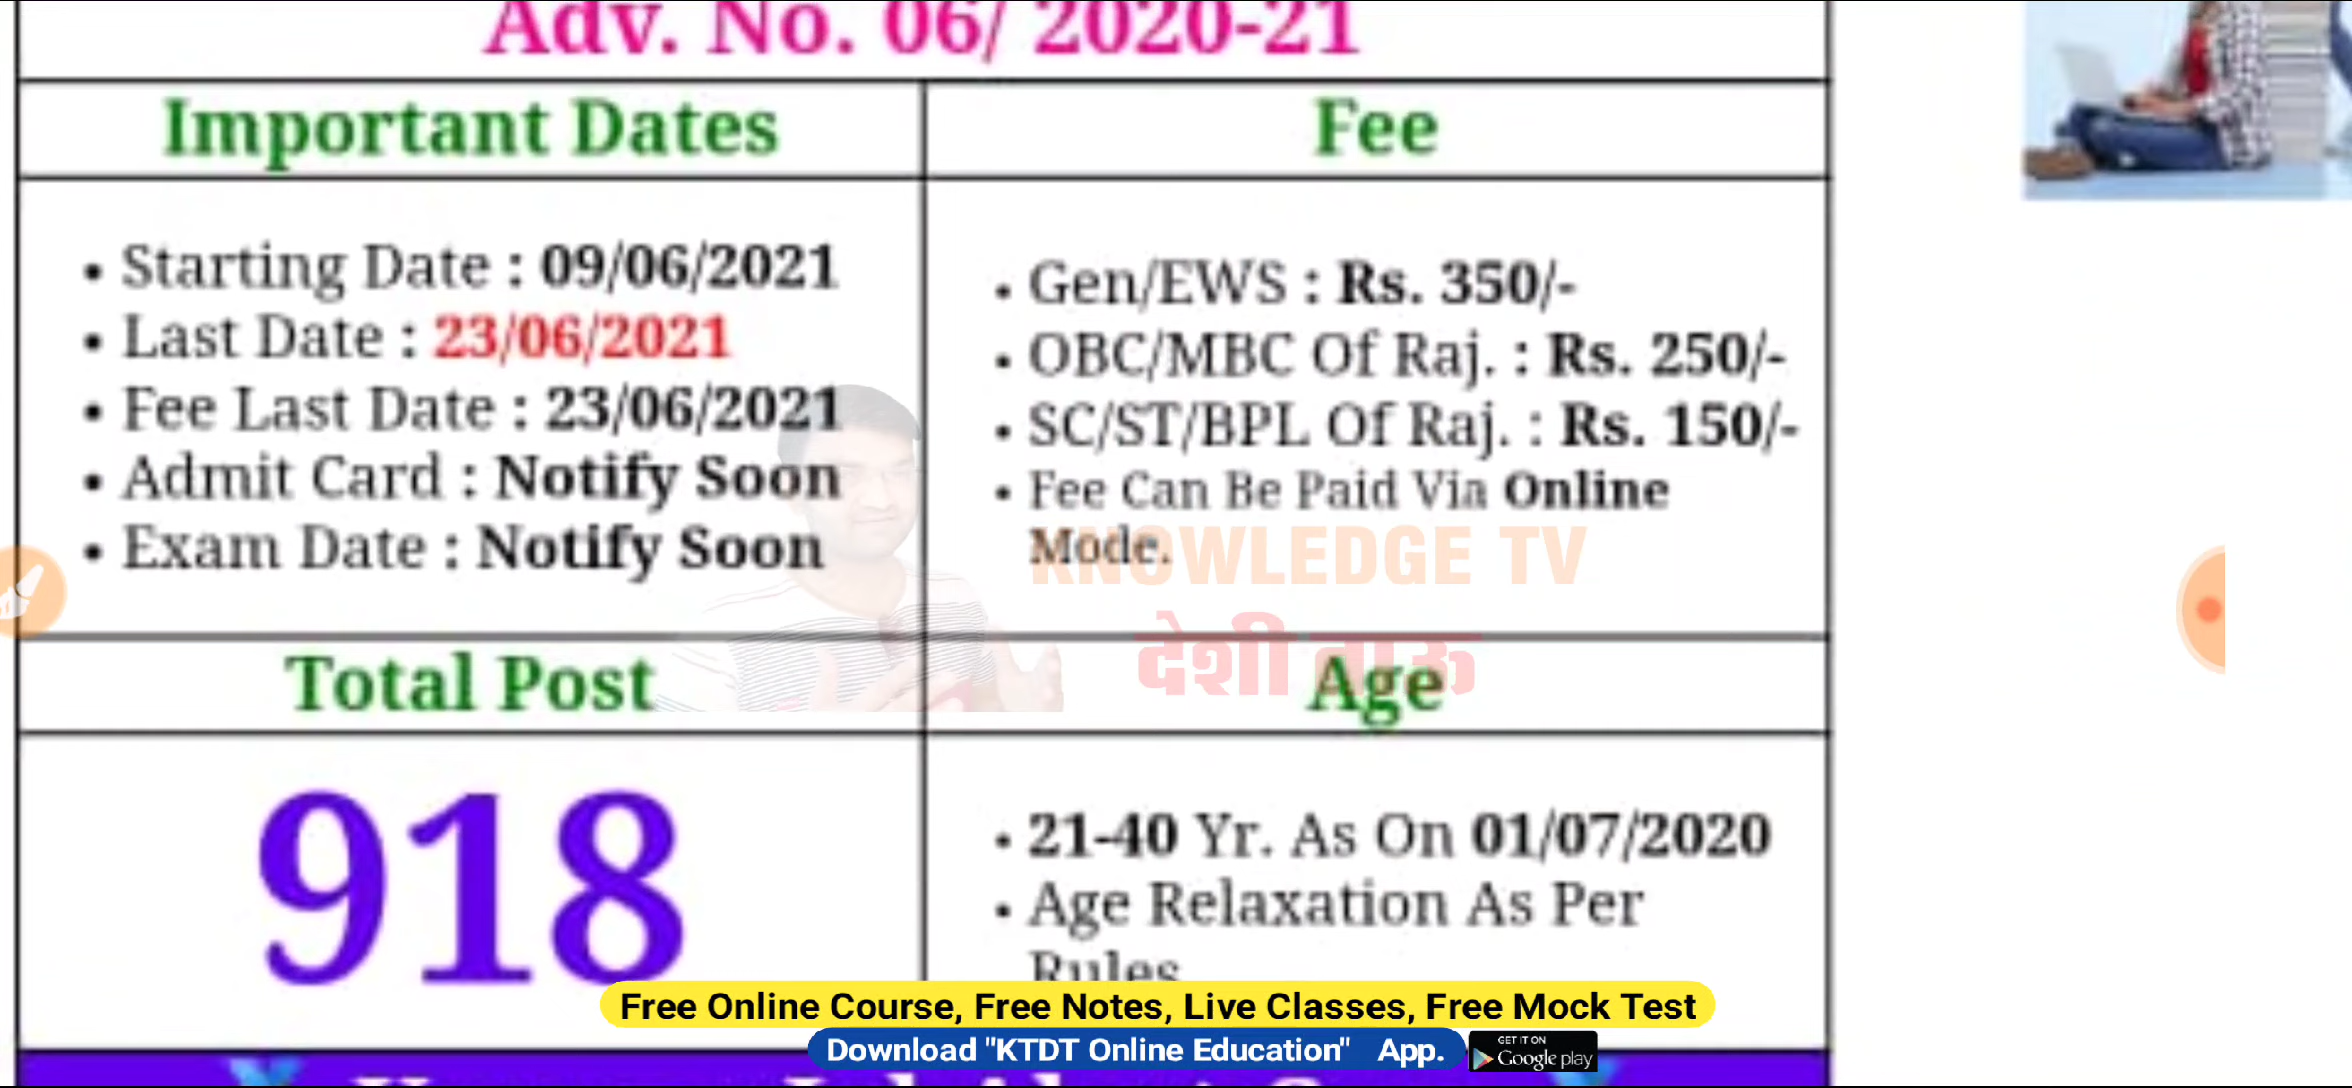 Adv. No. 06/ 2020-21
Important Dates
Fee
• Starting Date : 09/06/2021
• Last Date : 23/06/2021
• Fee Last Date : 23/06/2021
• Admit Card : Notify Soon
• Exam Date : Notify Soon
• Gen/EWS : Rs. 350/-
• OBC/MBC Of Raj. : Rs. 250/-
• SC/ST/BPL Of Raj. : Rs. 150/-
• Fee Can Be Paid Via Online
Mode.
KNOWLEDGE TV
देशी ताऊ
Total Post
Age
918
• 21-40 Yr. As On 01/07/2020
• Age Relaxation As Per
Rules
Free Online Course, Free Notes, Live Classes, Free Mock Test
Download "KTDT Online Education" App.
GET IT ON
Google play